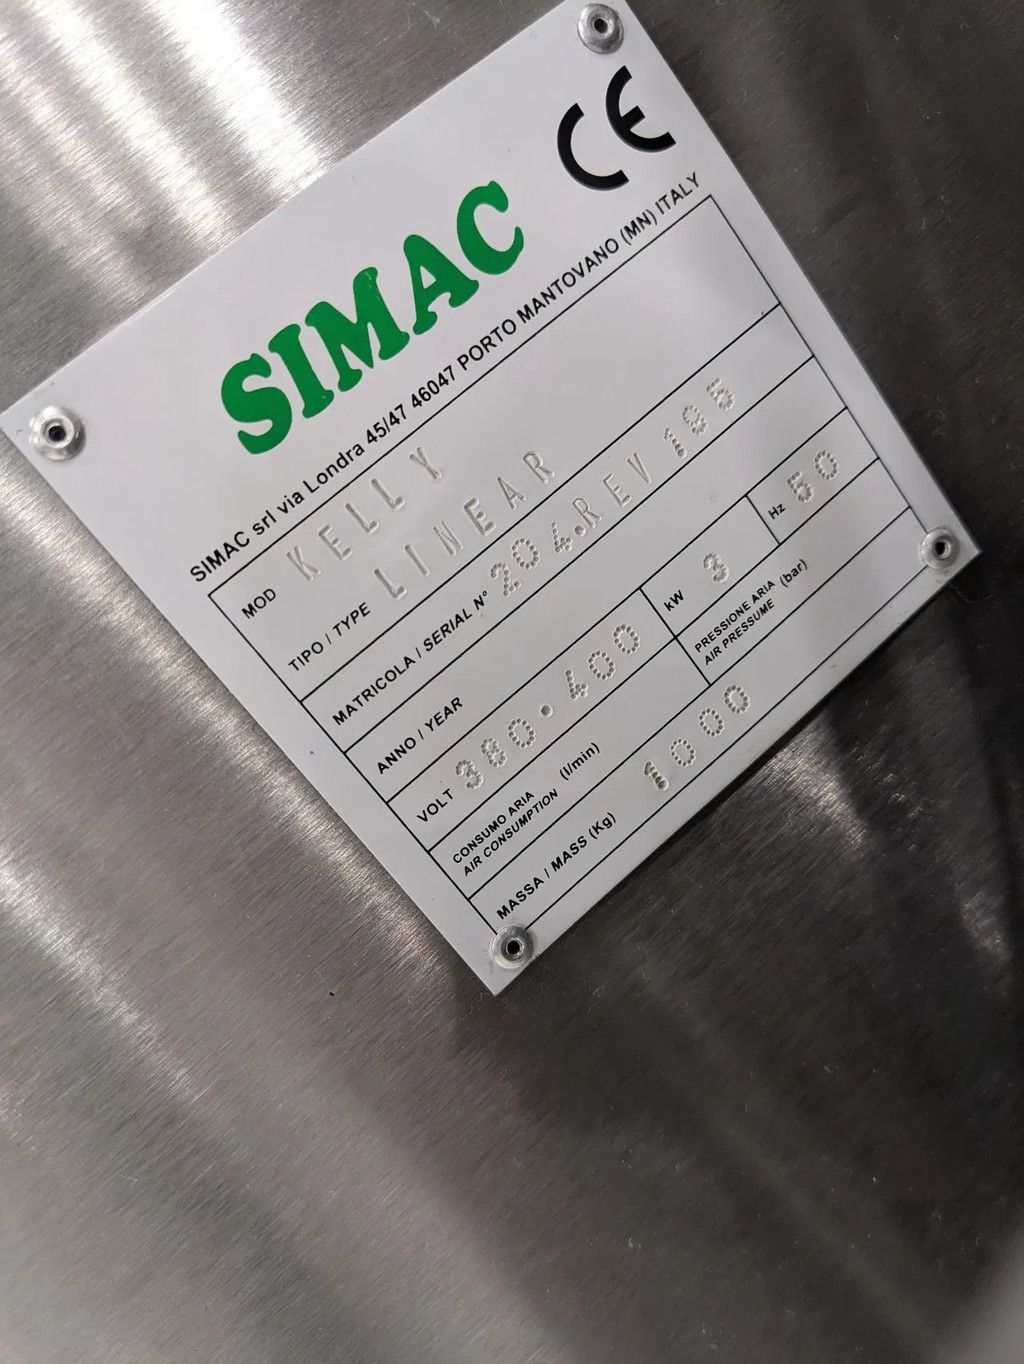 CE
SIMAC
SIMAC srl via Londra 45/47 46047 PORTO MANTOVANO (MN) ITALY
MOD KELLY
TIPO / TYPE LINEAR
MATRICOLA / SERIAL N° 204.REV 195
ANNO / YEAR
VOLT 380.400 kW 3 Hz 50
CONSUMO ARIA (l/min) PRESSIONE ARIA (bar)
AIR CONSUMPTION AIR PRESSUME
MASSA / MASS (Kg) 1000